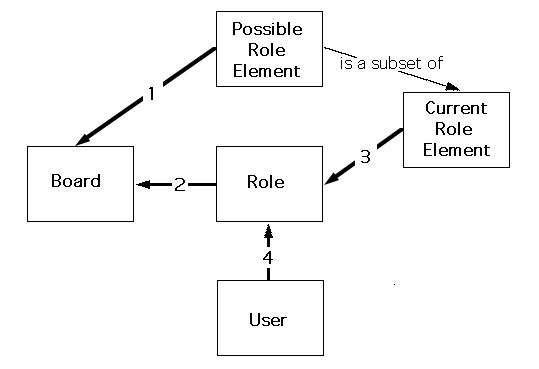 Possible
Role
Element
is a subset of
1
Current
Role
Element
3
Board
2
Role
4
User